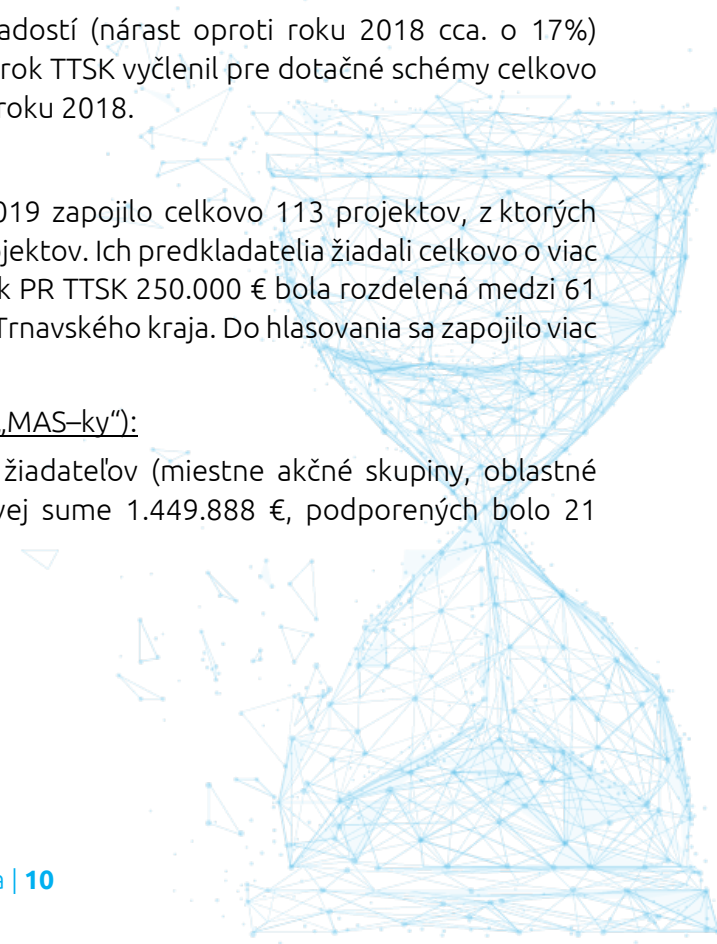 adostí (nárast oproti roku 2018 cca. o 17%)
rok TTSK vyčlenil pre dotačné schémy celkovo
roku 2018.
019 zapojilo celkovo 113 projektov, z ktorých
jektov. Ich predkladatelia žiadali celkovo o viac
k PR TTSK 250.000 € bola rozdelená medzi 61
Trnavského kraja. Do hlasovania sa zapojilo viac
„MAS–ky“):
žiadateľov (miestne akčné skupiny, oblastné
vej sume 1.449.888 €, podporených bolo 21
a | 10